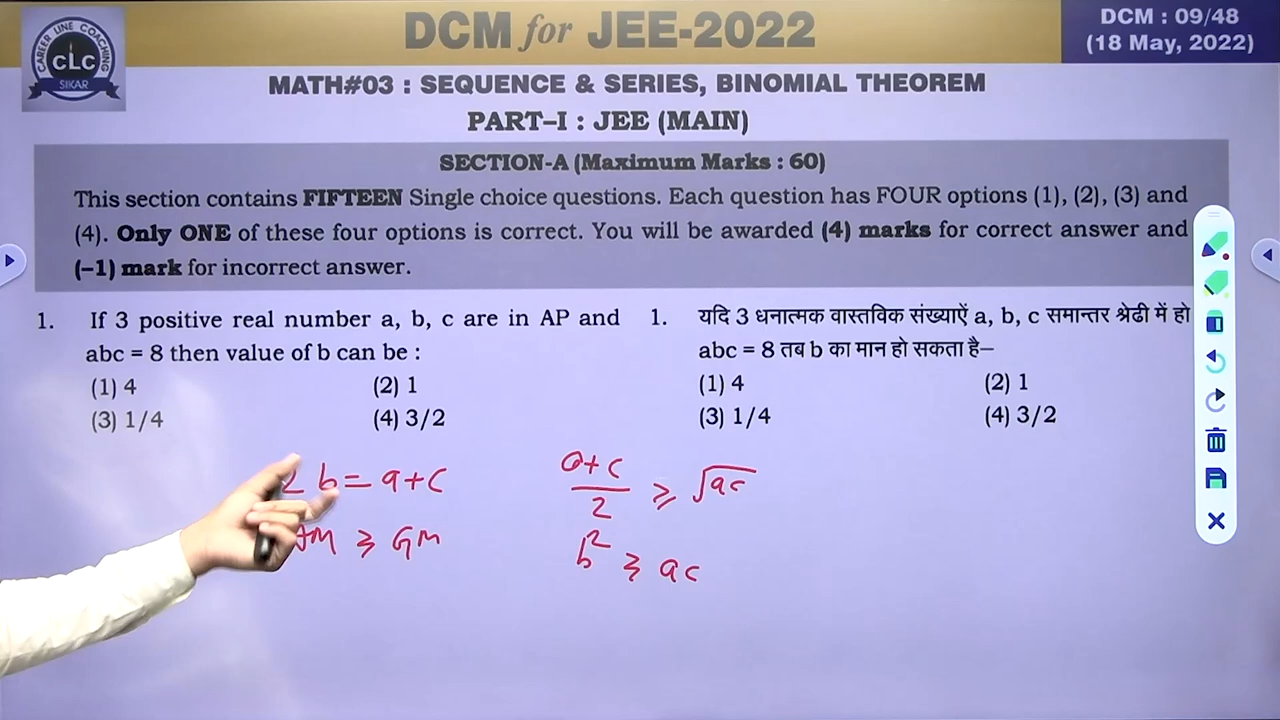 CAREER LINE COACHING
CLC
SIKAR
DCM for JEE-2022
DCM : 09/48
(18 May, 2022)
MATH#03 : SEQUENCE & SERIES, BINOMIAL THEOREM
PART–I : JEE (MAIN)
SECTION-A (Maximum Marks : 60)
This section contains FIFTEEN Single choice questions. Each question has FOUR options (1), (2), (3) and
(4). Only ONE of these four options is correct. You will be awarded (4) marks for correct answer and
(–1) mark for incorrect answer.
1. If 3 positive real number a, b, c are in AP and
abc = 8 then value of b can be :
(1) 4 (2) 1
(3) 1/4 (4) 3/2
1. यदि 3 धनात्मक वास्तविक संख्याऐं a, b, c समान्तर श्रेढी में हो
abc = 8 तब b का मान हो सकता है–
(1) 4 (2) 1
(3) 1/4 (4) 3/2
2b = a+c
AM ≥ GM
a+c
/2 ≥ √ac
b² ≥ ac